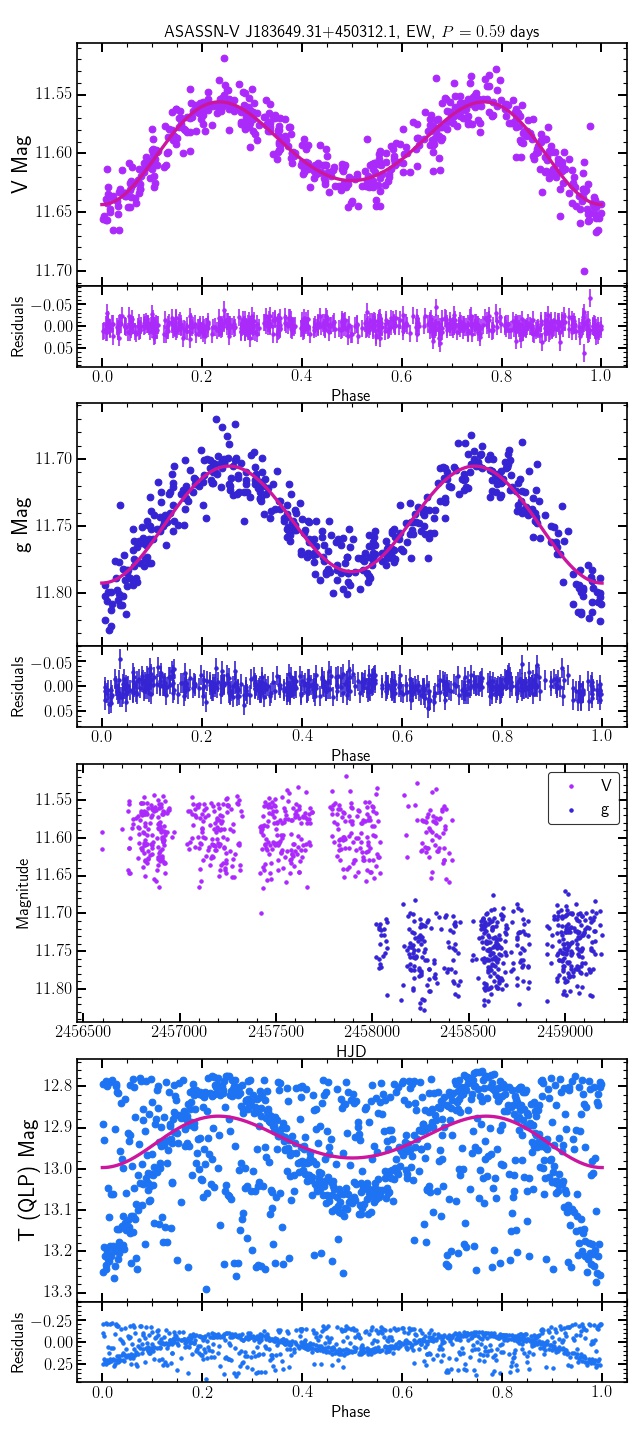 ASASSN-V J183649.31+450312.1, EW, P = 0.59 days
V Mag
11.55
11.60
11.65
11.70
Residuals
−0.05
0.00
0.05
0.0 0.2 0.4 0.6 0.8 1.0
Phase
g Mag
11.70
11.75
11.80
Residuals
−0.05
0.00
0.05
0.0 0.2 0.4 0.6 0.8 1.0
Phase
Magnitude
11.55
11.60
11.65
11.70
11.75
11.80
V
g
2456500 2457000 2457500 2458000 2458500 2459000
HJD
T (QLP) Mag
12.8
12.9
13.0
13.1
13.2
13.3
Residuals
−0.25
0.00
0.25
0.0 0.2 0.4 0.6 0.8 1.0
Phase